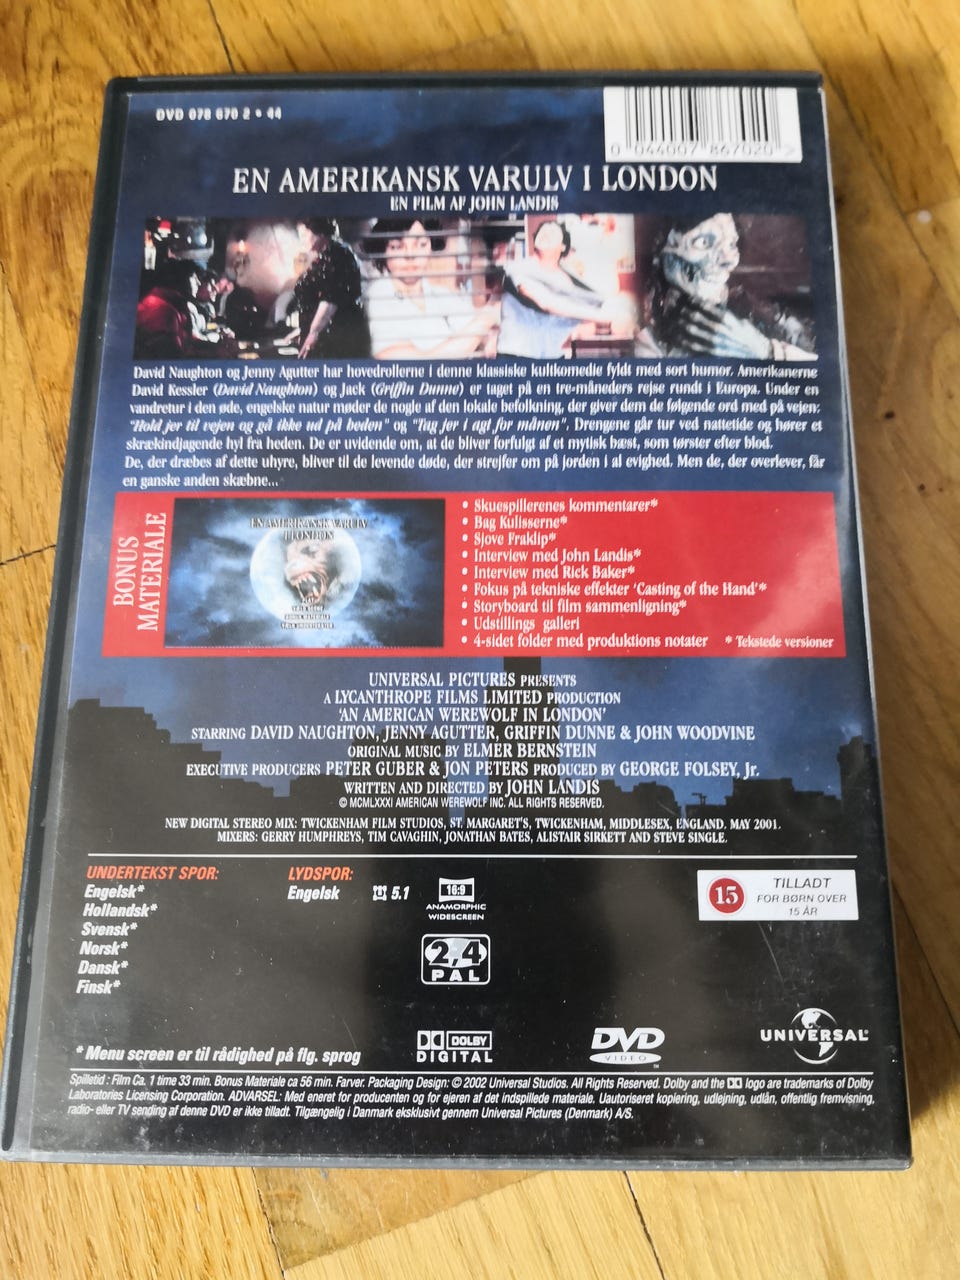 DVD 078 670 2 • 44
0 044007 867020 >
EN AMERIKANSK VARULV I LONDON
EN FILM AF JOHN LANDIS
David Naughton og Jenny Agutter har hovedrollerne i denne klassiske kultkomedie fyldt med sort humor. Amerikanerne
David Kessler (David Naughton) og Jack (Griffin Dunne) er taget på en tre-måneders rejse rundt i Europa. Under en
vandretur i den øde, engelske natur møder de nogle af den lokale befolkning, der giver dem de følgende ord med på vejen:
"Hold jer til vejen og gå ikke ud på heden" og "Tag jer i agt for månen". Drengene går tur ved nattetide og hører et
skrækindjagende hyl fra heden. De er uvidende om, at de bliver forfulgt af et mytisk bæst, som tørster efter blod.
De, der dræbes af dette uhyre, bliver til de levende døde, der strejfer om på jorden i al evighed. Men de, der overlever, får
en ganske anden skæbne...
BONUS
MATERIALE
EN AMERIKANSK VARULV
I LONDON
PLAY
VÆLG SCENE
BONUS MATERIALE
VÆLG UNDERTEKSTER
• Skuespillerenes kommentarer*
• Bag Kulisserne*
• Sjove Fraklip*
• Interview med John Landis*
• Interview med Rick Baker*
• Fokus på tekniske effekter 'Casting of the Hand'*
• Storyboard til film sammenligning*
• Udstillings galleri
• 4-sidet folder med produktions notater * Tekstede versioner
UNIVERSAL PICTURES PRESENTS
A LYCANTHROPE FILMS LIMITED PRODUCTION
'AN AMERICAN WEREWOLF IN LONDON'
STARRING DAVID NAUGHTON, JENNY AGUTTER, GRIFFIN DUNNE & JOHN WOODVINE
ORIGINAL MUSIC BY ELMER BERNSTEIN
EXECUTIVE PRODUCERS PETER GUBER & JON PETERS PRODUCED BY GEORGE FOLSEY, Jr.
WRITTEN AND DIRECTED BY JOHN LANDIS
© MCMLXXXI AMERICAN WEREWOLF INC. ALL RIGHTS RESERVED.
NEW DIGITAL STEREO MIX: TWICKENHAM FILM STUDIOS, ST. MARGARET'S, TWICKENHAM, MIDDLESEX, ENGLAND. MAY 2001.
MIXERS: GERRY HUMPHREYS, TIM CAVAGHIN, JONATHAN BATES, ALISTAIR SIRKETT AND STEVE SINGLE.
UNDERTEKST SPOR:
Engelsk*
Hollandsk*
Svensk*
Norsk*
Dansk*
Finsk*
LYDSPOR:
Engelsk 5.1
16:9
ANAMORPHIC
WIDESCREEN
2,4
PAL
15
TILLADT
FOR BØRN OVER
15 ÅR
* Menu screen er til rådighed på flg. sprog
DOLBY
DIGITAL
DVD
VIDEO
™
UNIVERSAL®
Spilletid : Film Ca. 1 time 33 min. Bonus Materiale ca 56 min. Farver. Packaging Design: © 2002 Universal Studios. All Rights Reserved. Dolby and the logo are trademarks of Dolby
Laboratories Licensing Corporation. ADVARSEL: Med eneret for producenten og for ejeren af det indspillede materiale. Uautoriseret kopiering, udlejning, udlån, offentlig fremvisning,
radio- eller TV sending af denne DVD er ikke tilladt. Tilgængelig i Danmark eksklusivt gennem Universal Pictures (Denmark) A/S.